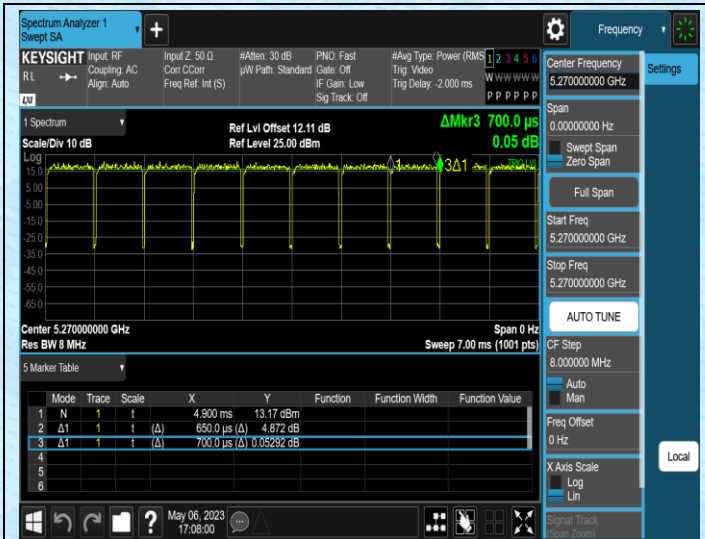 Spectrum Analyzer 1
Swept SA
Frequency
KEYSIGHT
Input: RF
Coupling: AC
Align: Auto
Input Z: 50 Ω
Corr CCorr
Freq Ref: Int (S)
#Atten: 30 dB
µW Path: Standard
PNO: Fast
Gate: Off
IF Gain: Low
Sig Track: Off
#Avg Type: Power (RMS
Trig: Video
Trig Delay: -2.000 ms
1 2 3 4 5 6
W W W W W W
P P P P P P
R L
LXI
1 Spectrum
Scale/Div 10 dB
Ref Lvl Offset 12.11 dB
Ref Level 25.00 dBm
ΔMkr3 700.0 µs
0.05 dB
Log
15.0
5.00
-5.00
-15.0
-25.0
-35.0
-45.0
-55.0
-65.0
1
3Δ1
TRIG LVL
Center 5.270000000 GHz
Res BW 8 MHz
Span 0 Hz
Sweep 7.00 ms (1001 pts)
5 Marker Table
Mode Trace Scale X Y Function Function Width Function Value
1 N 1 t 4.900 ms 13.17 dBm
2 Δ1 1 t (Δ) 650.0 µs (Δ) 4.872 dB
3 Δ1 1 t (Δ) 700.0 µs (Δ) 0.05292 dB
4
5
6
May 06, 2023
17:08:00
Center Frequency
5.270000000 GHz
Span
0.00000000 Hz
Swept Span
Zero Span
Full Span
Start Freq
5.270000000 GHz
Stop Freq
5.270000000 GHz
AUTO TUNE
CF Step
8.000000 MHz
Auto
Man
Freq Offset
0 Hz
X Axis Scale
Log
Lin
Signal Track
(Span Zoom)
Settings
Local